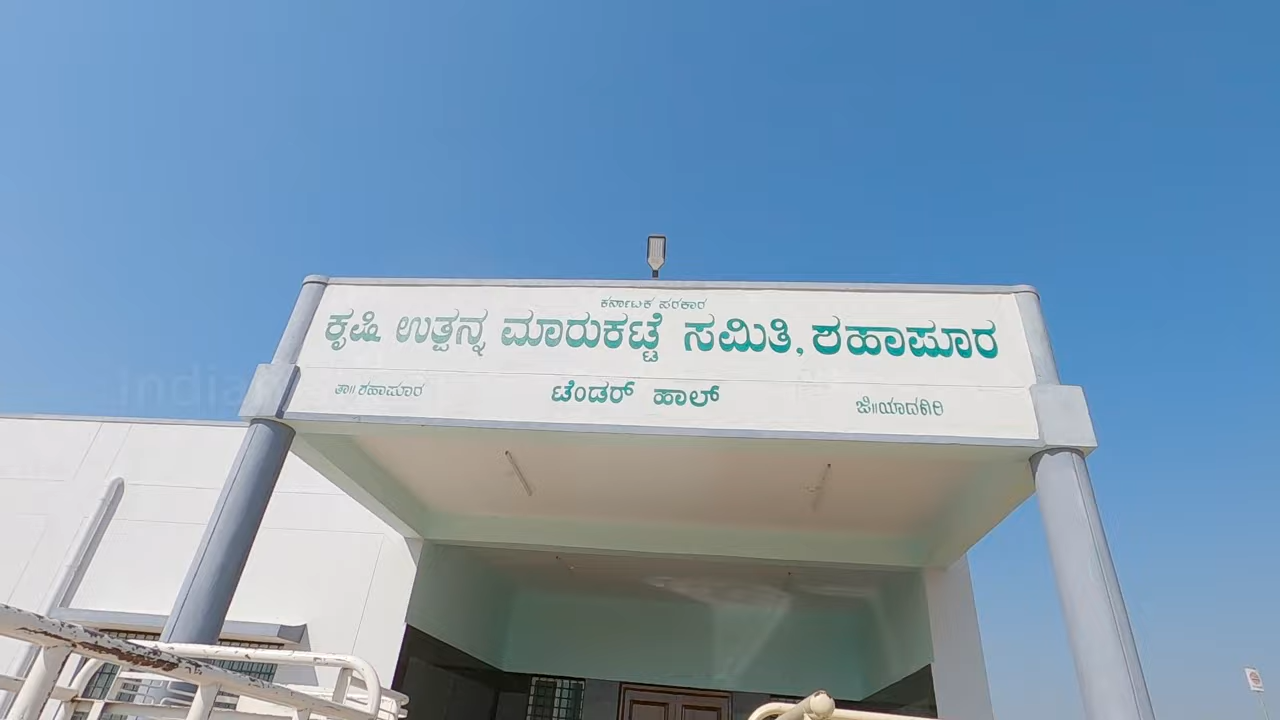 ಕರ್ನಾಟಕ ಸರಕಾರ
ಕೃಷಿ ಉತ್ಪನ್ನ ಮಾರುಕಟ್ಟೆ ಸಮಿತಿ, ಶಹಾಪೂರ
ತಾ॥ ಶಹಾಪೂರ ಟೆಂಡರ್ ಹಾಲ್ ಜಿ॥ಯಾದಗಿರಿ